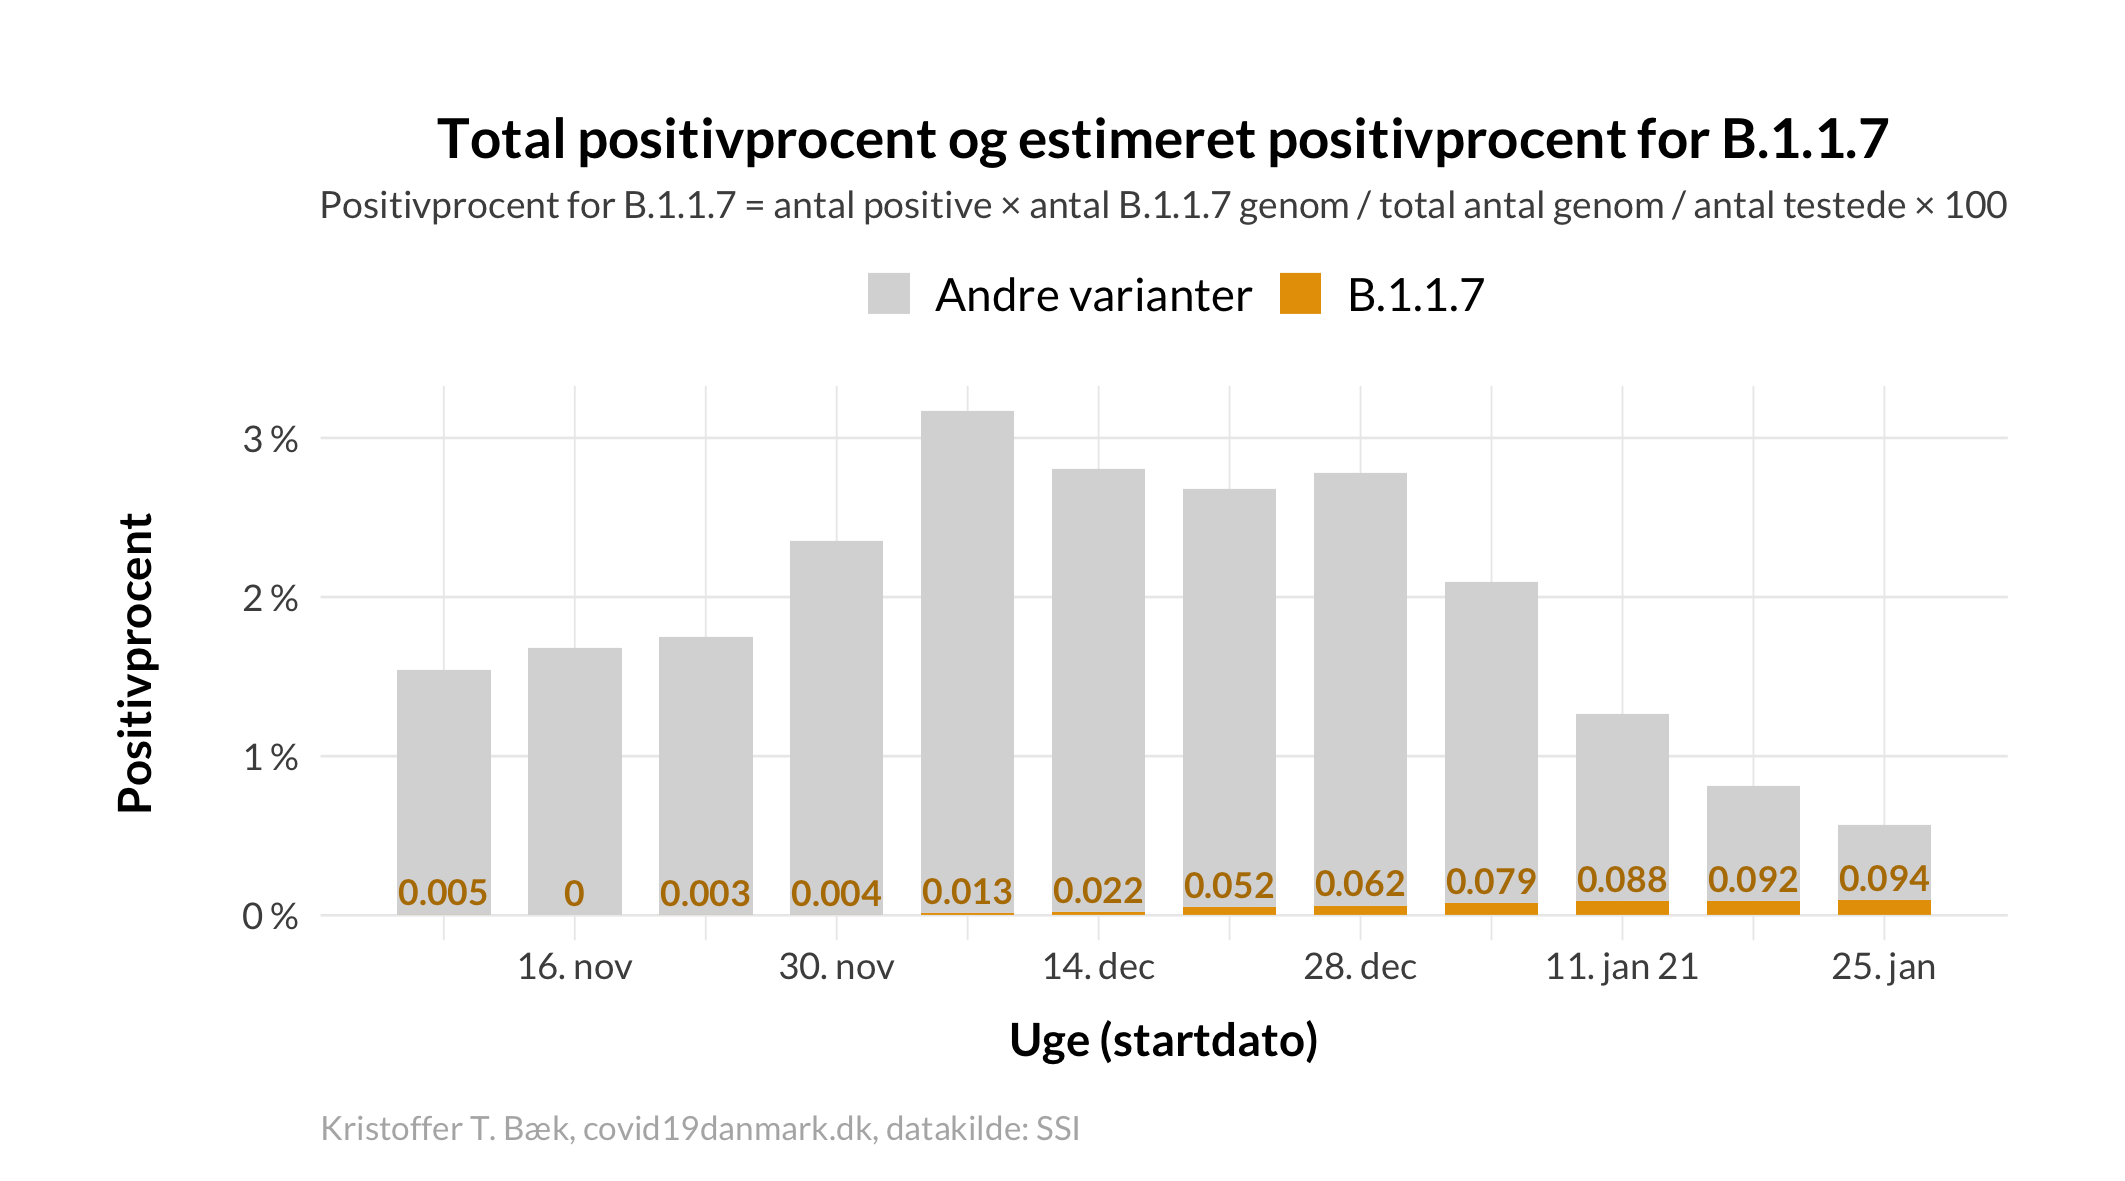 Total positivprocent og estimeret positivprocent for B.1.1.7
Positivprocent for B.1.1.7 = antal positive × antal B.1.1.7 genom / total antal genom / antal testede × 100
Andre varianter B.1.1.7
Positivprocent
3 %
2 %
1 %
0 %
0.005 0 0.003 0.004 0.013 0.022 0.052 0.062 0.079 0.088 0.092 0.094
16. nov 30. nov 14. dec 28. dec 11. jan 21 25. jan
Uge (startdato)
Kristoffer T. Bæk, covid19danmark.dk, datakilde: SSI